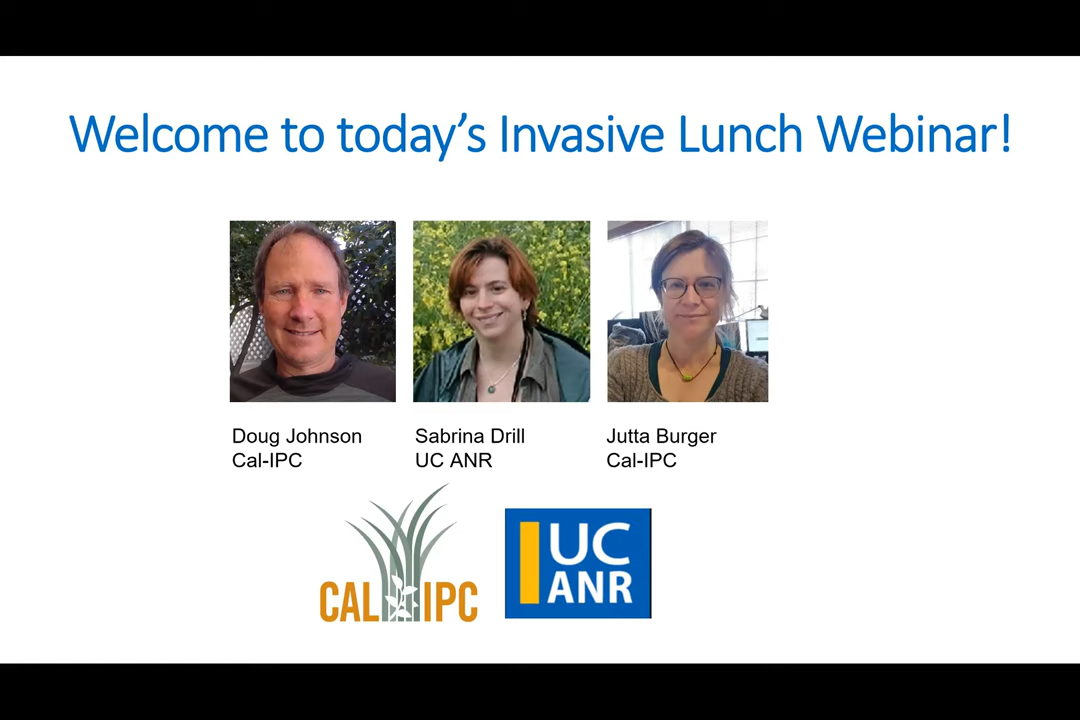 Welcome to today's Invasive Lunch Webinar!
Doug Johnson
Cal-IPC
Sabrina Drill
UC ANR
Jutta Burger
Cal-IPC
CAL IPC
UC
ANR